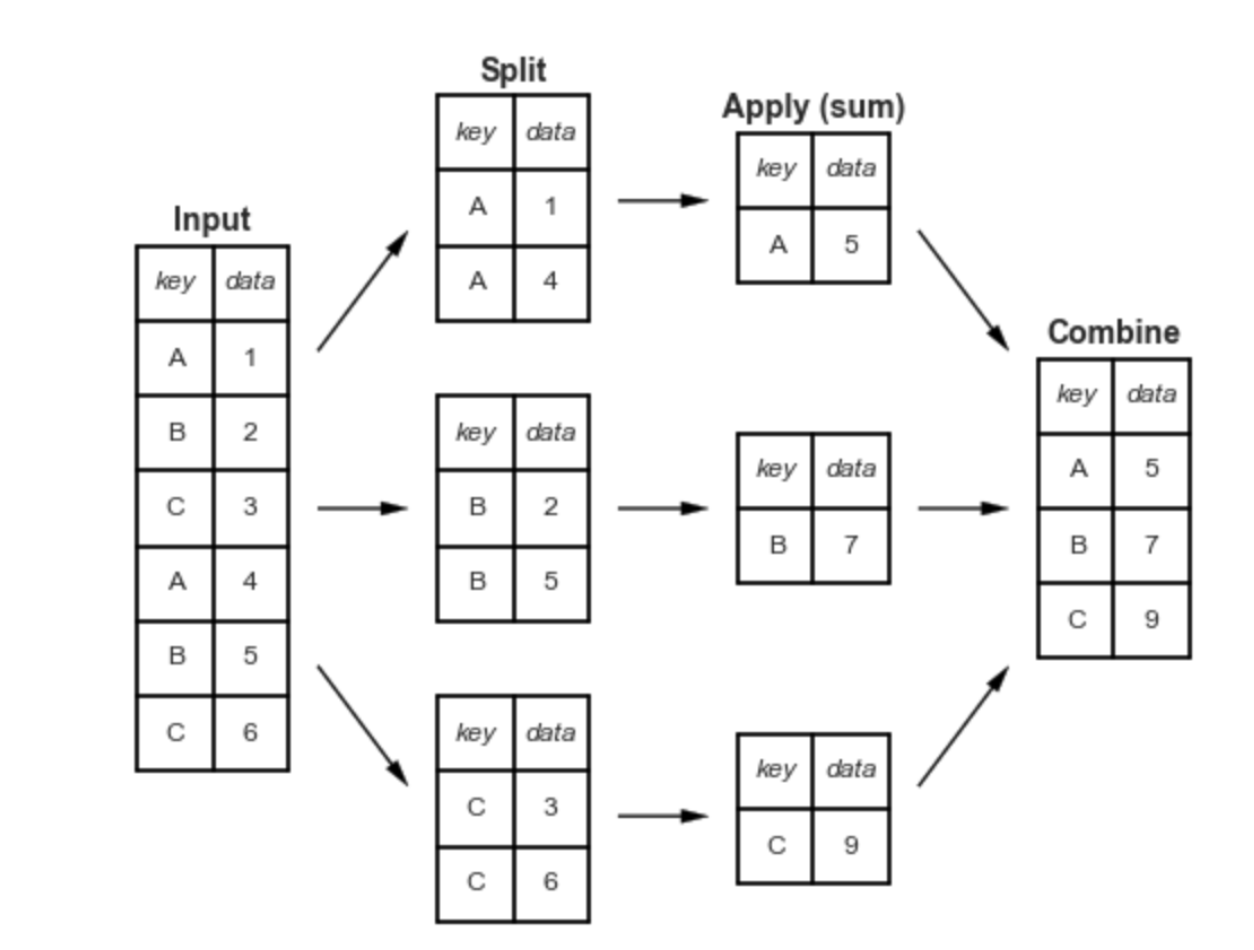 Input
key data
A 1
B 2
C 3
A 4
B 5
C 6
Split
key data
A 1
A 4
key data
B 2
B 5
key data
C 3
C 6
Apply (sum)
key data
A 5
key data
B 7
key data
C 9
Combine
key data
A 5
B 7
C 9